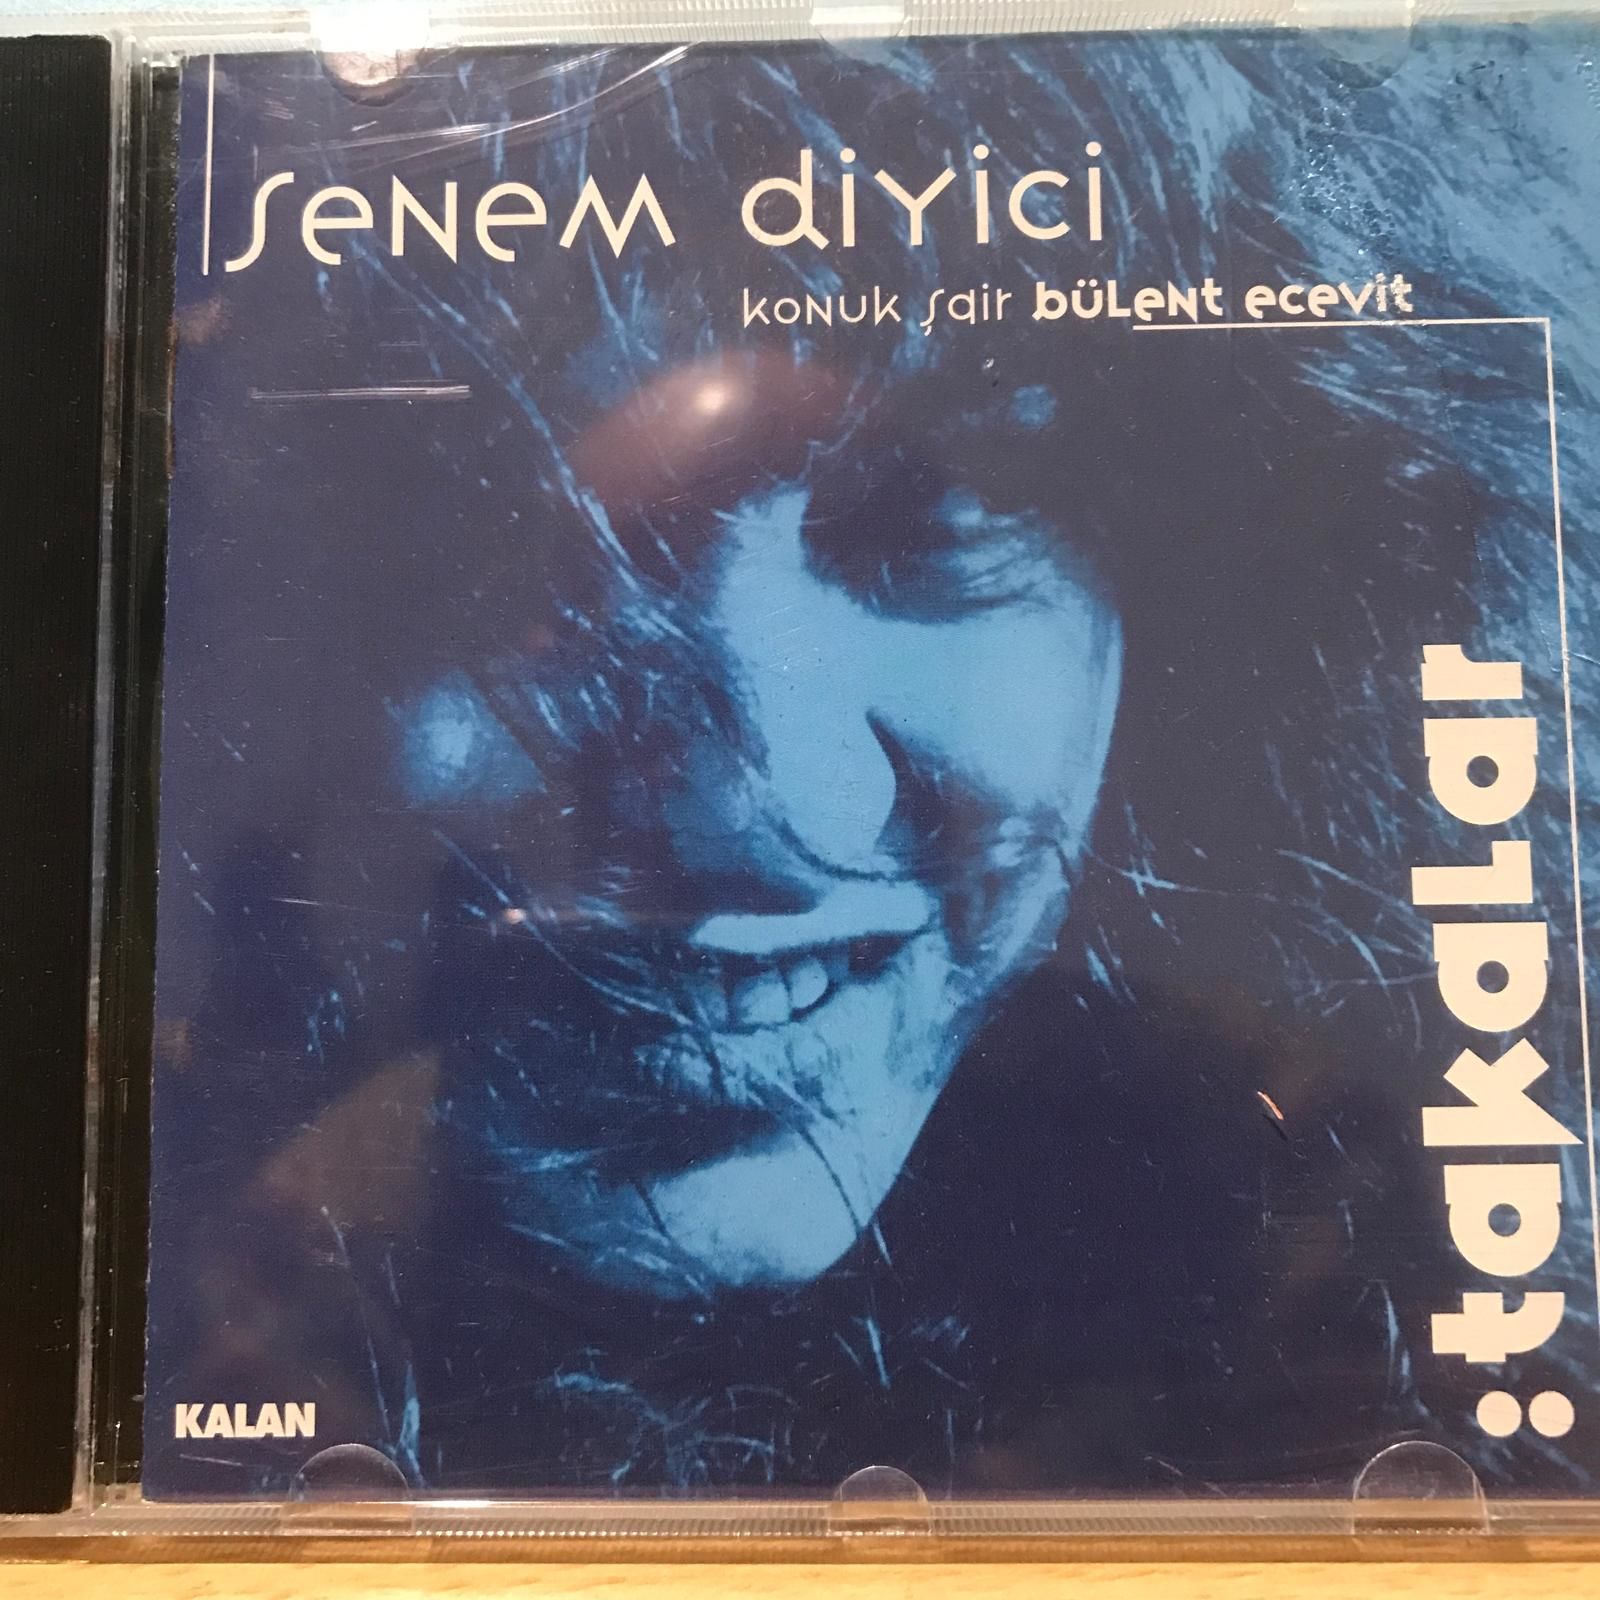 senem diyici
konuk şair bülent ecevit
:takalar
KALAN